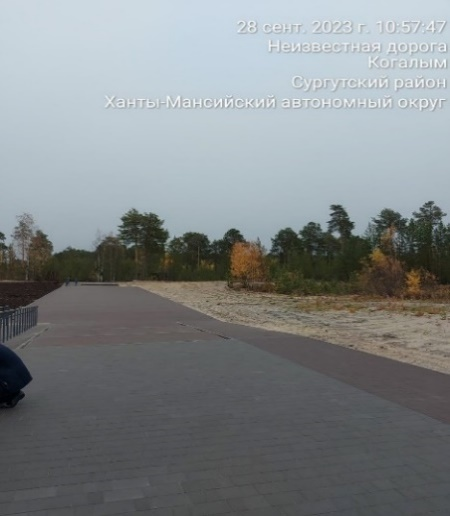 28 сент. 2023 г. 10:57:47
Неизвестная дорога
Когалым
Сургутский район
Ханты-Мансийский автономный округ